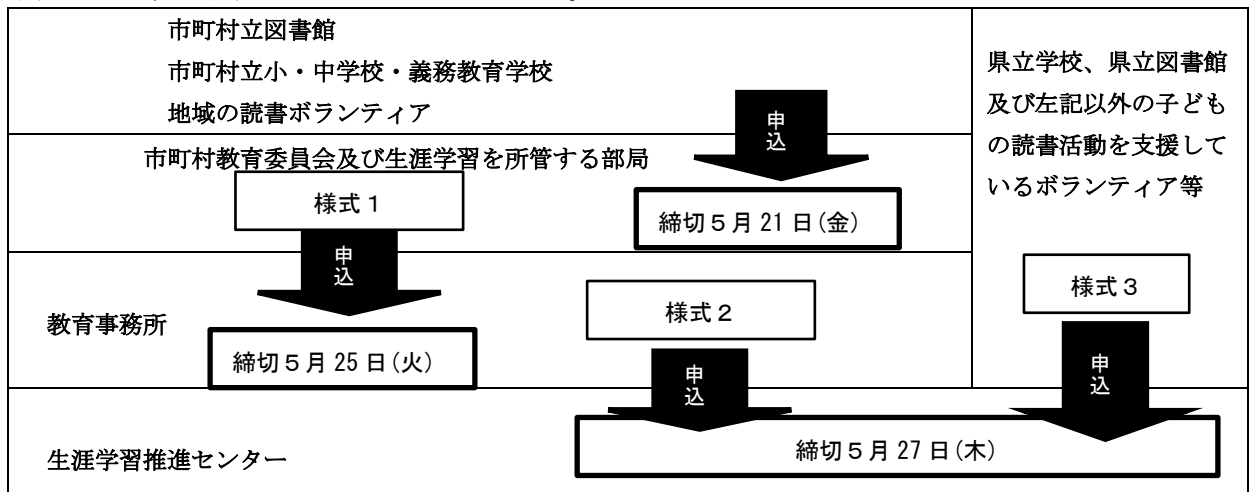 市町村立図書館
市町村立小・中学校・義務教育学校
地域の読書ボランティア
申込
市町村教育委員会及び生涯学習を所管する部局
様式１
締切５月 21 日（金）
申込
教育事務所
締切５月 25 日（火）
様式２
申込
県立学校、県立図書館
及び左記以外の子ども
の読書活動を支援して
いるボランティア等
様式３
申込
生涯学習推進センター
締切５月 27 日（木）